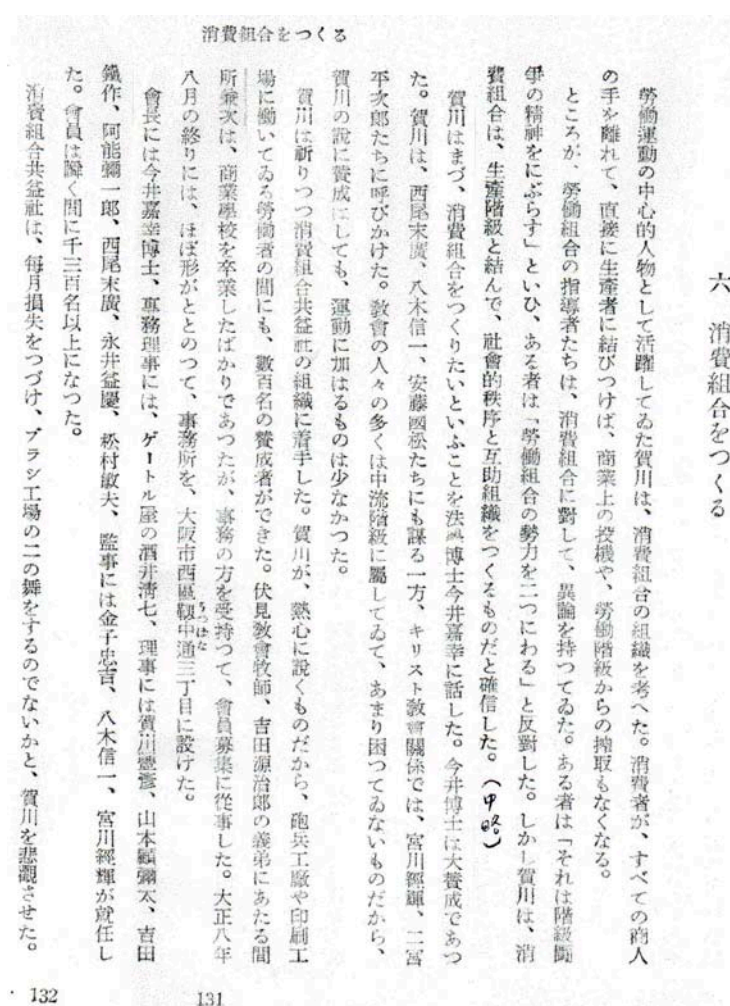 消費組合をつくる
六 消費組合をつくる
勞働運動の中心的人物として活躍してゐた賀川は、消費組合の組織を考へた。消費者が、すべての商人
の手を離れて、直接に生產者に結びつけば、商業上の投機や、勞働階級からの搾取もなくなる。
ところが、勞働組合の指導者たちは、消費組合に對して、異論を持つてゐた。ある者は「それは階級鬪
爭の精神をにぶらす」といひ、ある者は「勞働組合の勢力を二つにわる」と反對した。しかし賀川は、消
費組合は、生產階級と結んで、社會的秩序と互助組織をつくるものだと確信した。(中略)
賀川はまづ、消費組合をつくりたいといふことを法學博士今井嘉幸に話した。今井博士は大贊成であつ
た。賀川は、西尾末廣、八木信一、安藤國松たちにも謀る一方、キリスト敎會關係では、宮川經輝、二宮
平次郎たちに呼びかけた。敎會の人々の多くは中流階級に屬してゐて、あまり困つてゐないものだから、
賀川の說に贊成はしても、運動に加はるものは少なかつた。
賀川は祈りつつ消費組合共益社の組織に着手した。賀川が、熱心に說くものだから、砲兵工廠や印刷工
場に働いてゐる勞働者の間にも、數百名の贊成者ができた。伏見敎會牧師、吉田源治郎の義弟にあたる間
所兼次は、商業學校を卒業したばかりであつたが、事務の方を受持つて、會員募集に從事した。大正八年
八月の終りには、ほぼ形がととのつて、事務所を、大阪市西區靱中通三丁目に設けた。
うつぼな
會長には今井嘉幸博士、專務理事には、ゲートル屋の酒井淸七、理事には賀川豐彥、山本顧彌太、吉田
鐵作、阿能彌一郎、西尾末廣、永井益慶、松村敏夫、監事には金子忠吉、八木信一、宮川經輝が就任し
た。會員は瞬く間に千三百名以上になつた。
消費組合共益社は、每月損失をつづけ、ブラシ工場の二の舞をするのでないかと、賀川を悲觀させた。
131
132